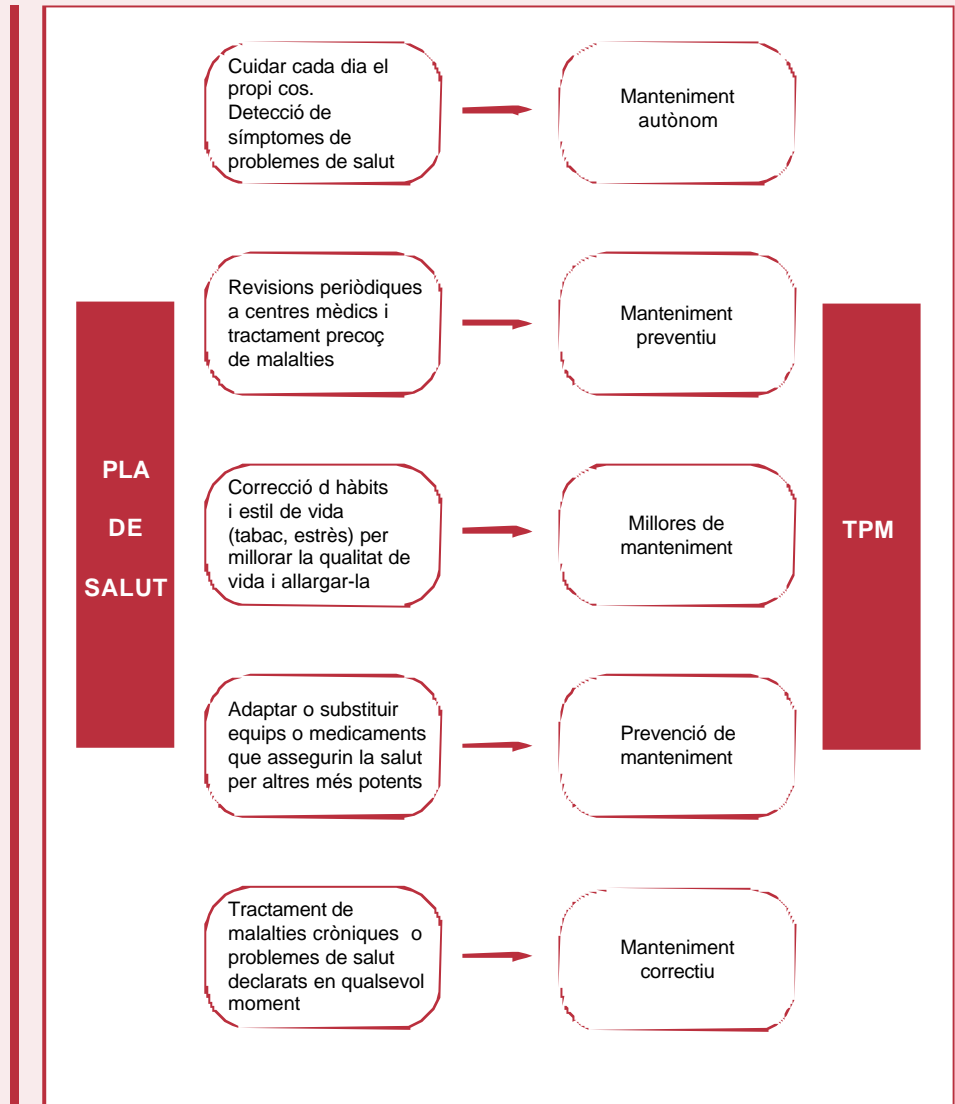 Cuidar cada dia el
propi cos.
Detecció de
símptomes de
problemes de salut
Manteniment
autònom
Revisions periòdiques
a centres mèdics i
tractament precoç
de malalties
Manteniment
preventiu
PLA
DE
SALUT
Correcció d hàbits
i estil de vida
(tabac, estrès) per
millorar la qualitat de
vida i allargar-la
Millores de
manteniment
TPM
Adaptar o substituir
equips o medicaments
que assegurin la salut
per altres més potents
Prevenció de
manteniment
Tractament de
malalties cròniques o
problemes de salut
declarats en qualsevol
moment
Manteniment
correctiu